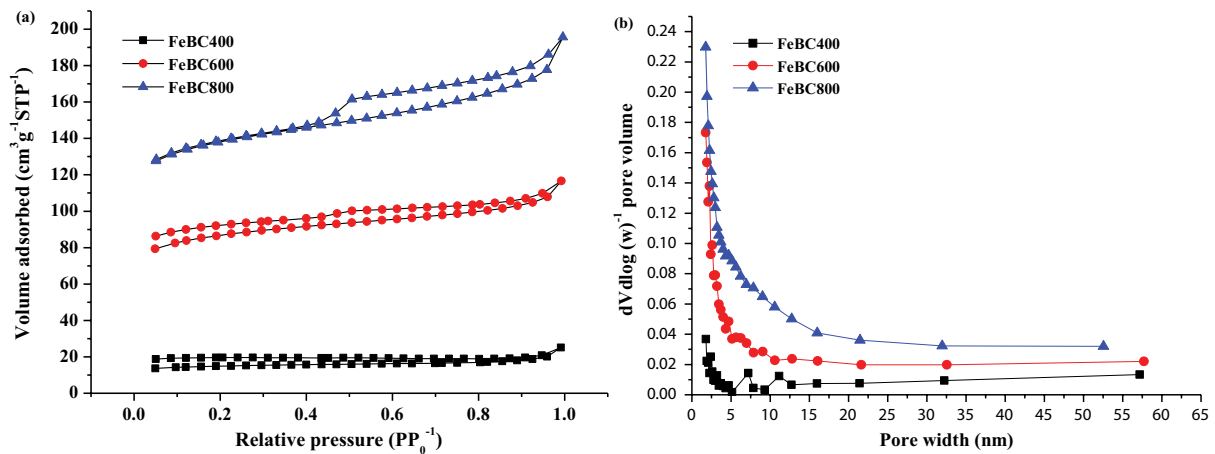 (a)
200
180
160
140
120
100
80
60
40
20
0
Volume adsorbed (cm³ g⁻¹STP⁻¹)
FeBC400
FeBC600
FeBC800
0.0 0.2 0.4 0.6 0.8 1.0
Relative pressure (PP₀⁻¹)
(b)
0.24
0.22
0.20
0.18
0.16
0.14
0.12
0.10
0.08
0.06
0.04
0.02
0.00
dVdlog (w)⁻¹ pore volume
FeBC400
FeBC600
FeBC800
0 5 10 15 20 25 30 35 40 45 50 55 60 65
Pore width (nm)